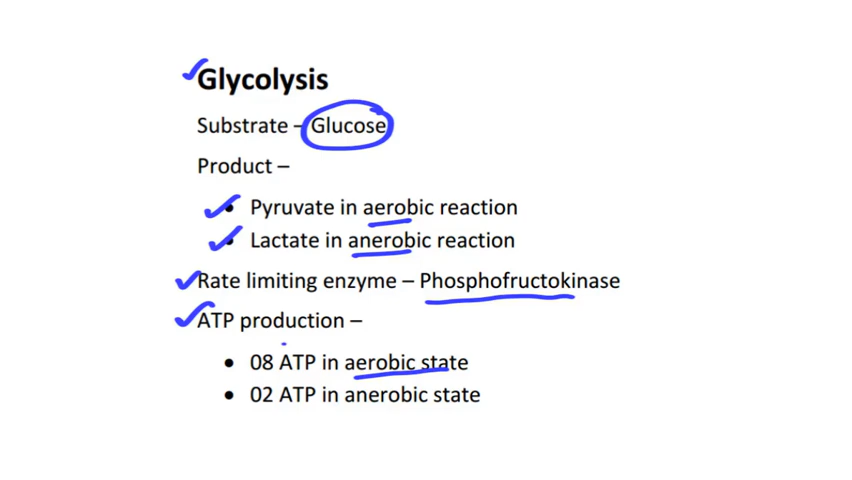 Glycolysis
Substrate – Glucose
Product –
• Pyruvate in aerobic reaction
• Lactate in anerobic reaction
Rate limiting enzyme – Phosphofructokinase
ATP production –
• 08 ATP in aerobic state
• 02 ATP in anerobic state